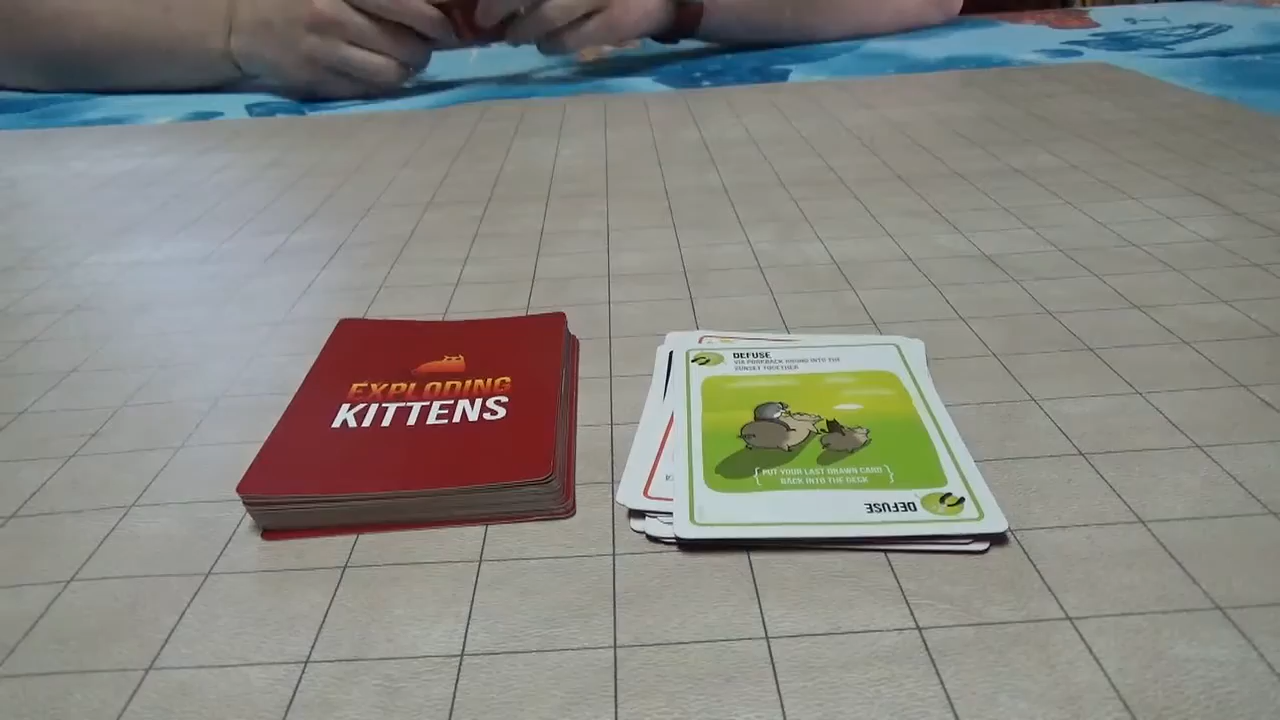 EXPLODING
KITTENS
DEFUSE
VIA PIGGYBACK RIDING INTO THE
SUNSET TOGETHER
PUT YOUR LAST DRAWN CARD
BACK INTO THE DECK
DEFUSE